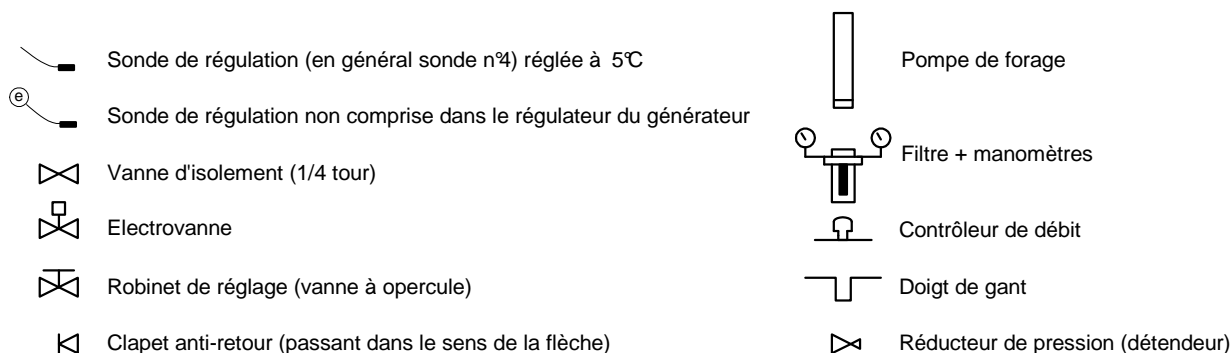 Sonde de régulation (en général sonde n°4) réglée à 5°C
e
Sonde de régulation non comprise dans le régulateur du générateur
Vanne d'isolement (1/4 tour)
Electrovanne
Robinet de réglage (vanne à opercule)
Clapet anti-retour (passant dans le sens de la flèche)
Pompe de forage
Filtre + manomètres
Contrôleur de débit
Doigt de gant
Réducteur de pression (détendeur)